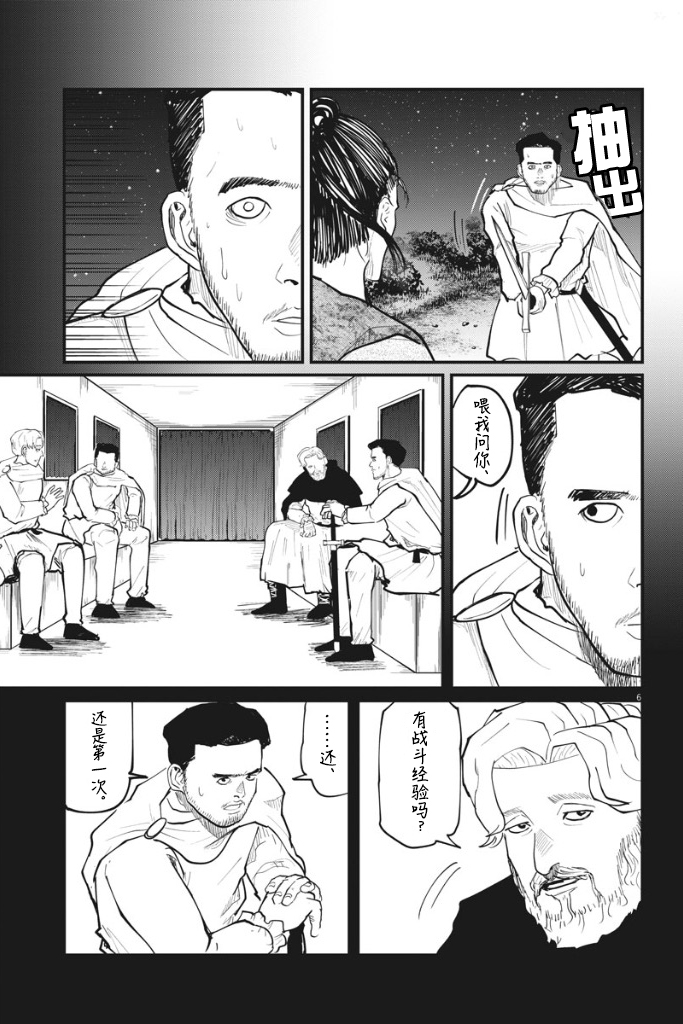 抽出
喂我问你、
6
有战斗经验吗？
……还、
还是第一次。